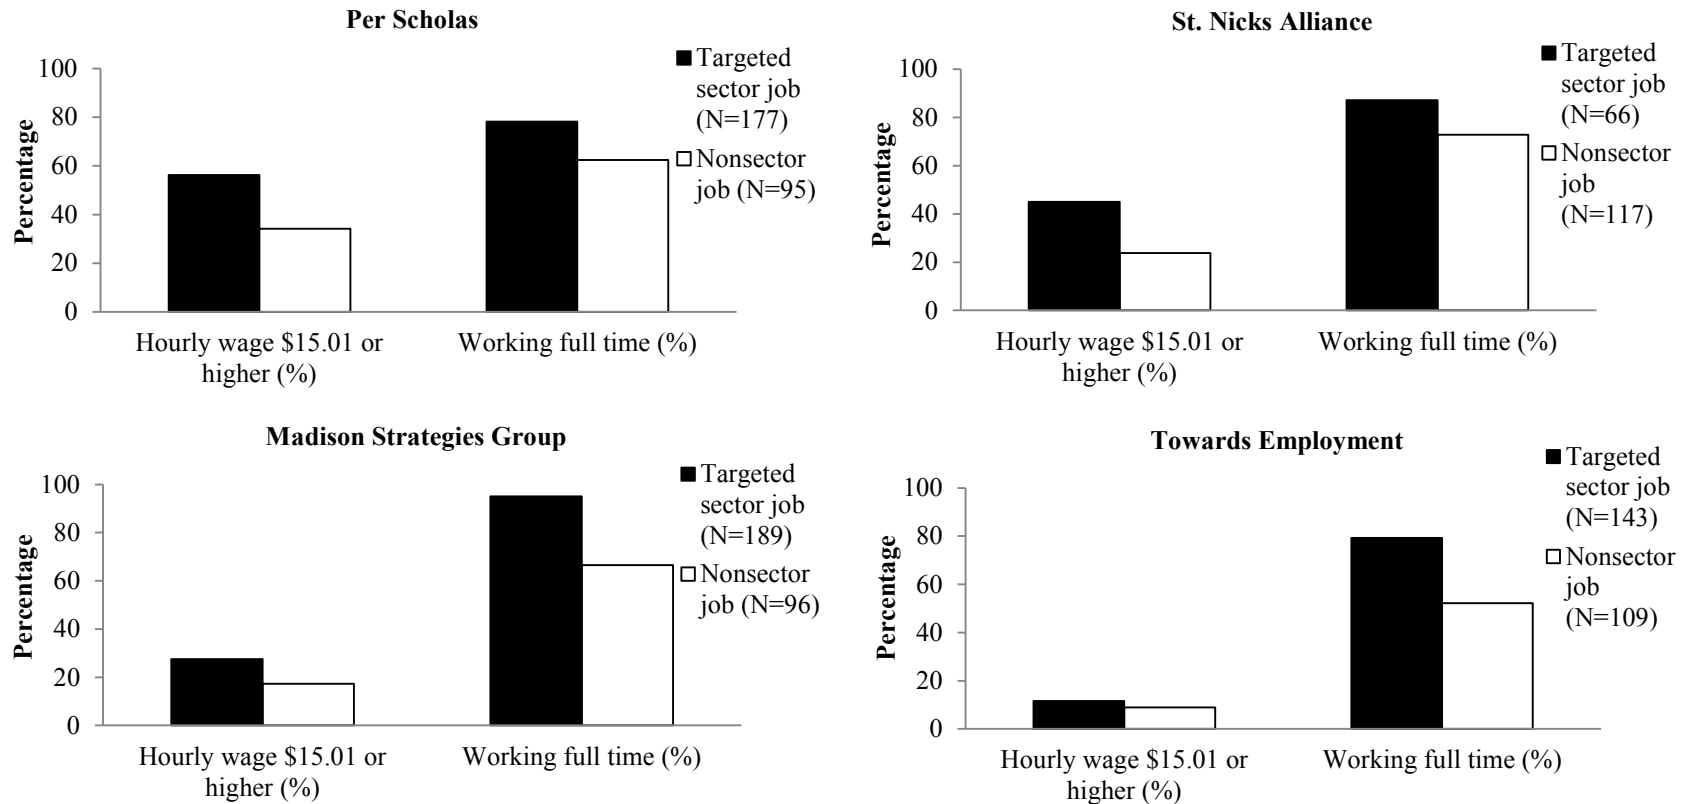 Per Scholas
100
80
60
40
20
0
Percentage
Targeted
sector job
(N=177)
Nonsector
job (N=95)
Hourly wage $15.01 or
higher (%)
Working full time (%)
St. Nicks Alliance
100
80
60
40
20
0
Percentage
Targeted
sector job
(N=66)
Nonsector
job
(N=117)
Hourly wage $15.01 or
higher (%)
Working full time (%)
Madison Strategies Group
100
80
60
40
20
0
Percentage
Targeted
sector job
(N=189)
Nonsector
job (N=96)
Hourly wage $15.01 or
higher (%)
Working full time (%)
Towards Employment
100
80
60
40
20
0
Percentage
Targeted
sector job
(N=143)
Nonsector
job
(N=109)
Hourly wage $15.01 or
higher (%)
Working full time (%)